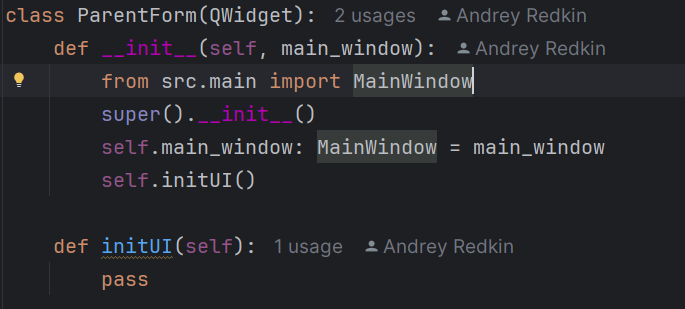 class ParentForm(QWidget): 2 usages Andrey Redkin
def __init__(self, main_window): Andrey Redkin
from src.main import MainWindow
super().__init__()
self.main_window: MainWindow = main_window
self.initUI()
def initUI(self): 1 usage Andrey Redkin
pass